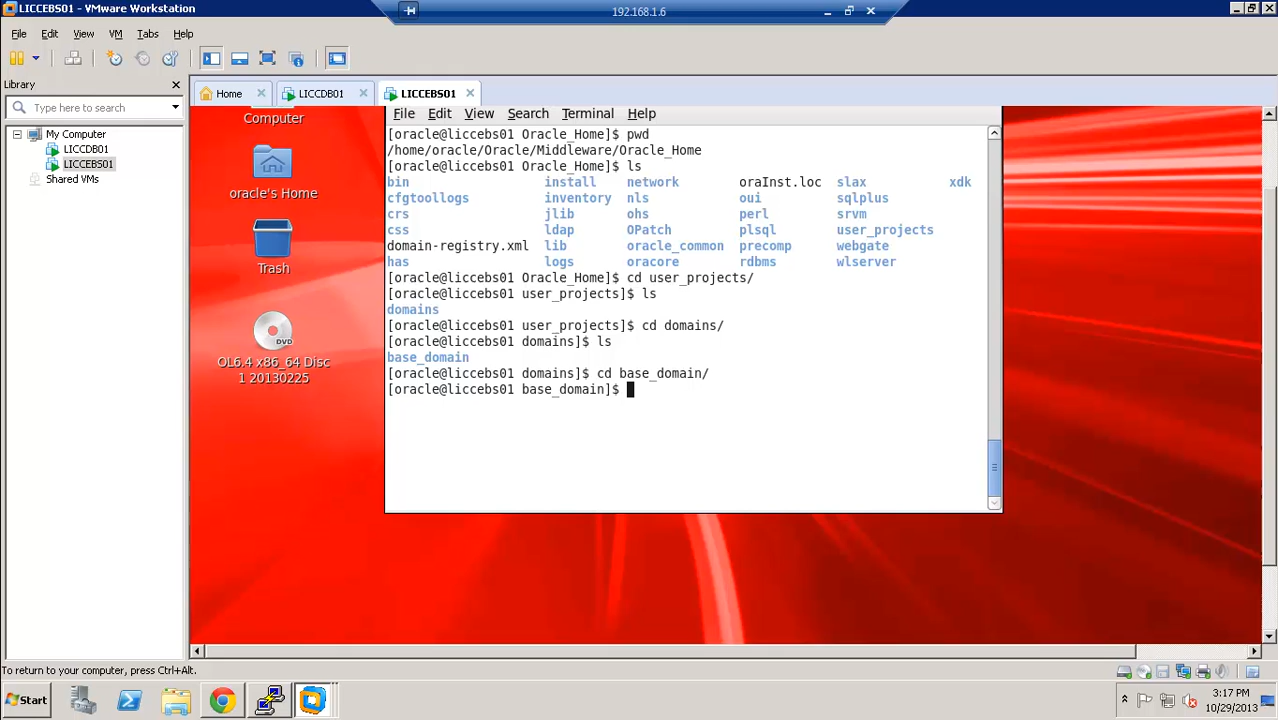 LICCEBS01 - VMware Workstation
192.168.1.6
File Edit View VM Tabs Help
Library
Type here to search
My Computer
LICCDB01
LICCEBS01
Shared VMs
Home LICCDB01 LICCEBS01
Computer
oracle's Home
Trash
DVD
OL6.4 x86_64 Disc
1 20130225
File Edit View Search Terminal Help
[oracle@liccebs01 Oracle_Home]$ pwd
/home/oracle/Oracle/Middleware/Oracle_Home
[oracle@liccebs01 Oracle_Home]$ ls
bin install network oraInst.loc slax xdk
cfgtoollogs inventory nls oui sqlplus
crs jlib ohs perl srvm
css ldap OPatch plsql user_projects
domain-registry.xml lib oracle_common precomp webgate
has logs oracore rdbms wlserver
[oracle@liccebs01 Oracle_Home]$ cd user_projects/
[oracle@liccebs01 user_projects]$ ls
domains
[oracle@liccebs01 user_projects]$ cd domains/
[oracle@liccebs01 domains]$ ls
base_domain
[oracle@liccebs01 domains]$ cd base_domain/
[oracle@liccebs01 base_domain]$
To return to your computer, press Ctrl+Alt.
Start
3:17 PM
10/29/2013